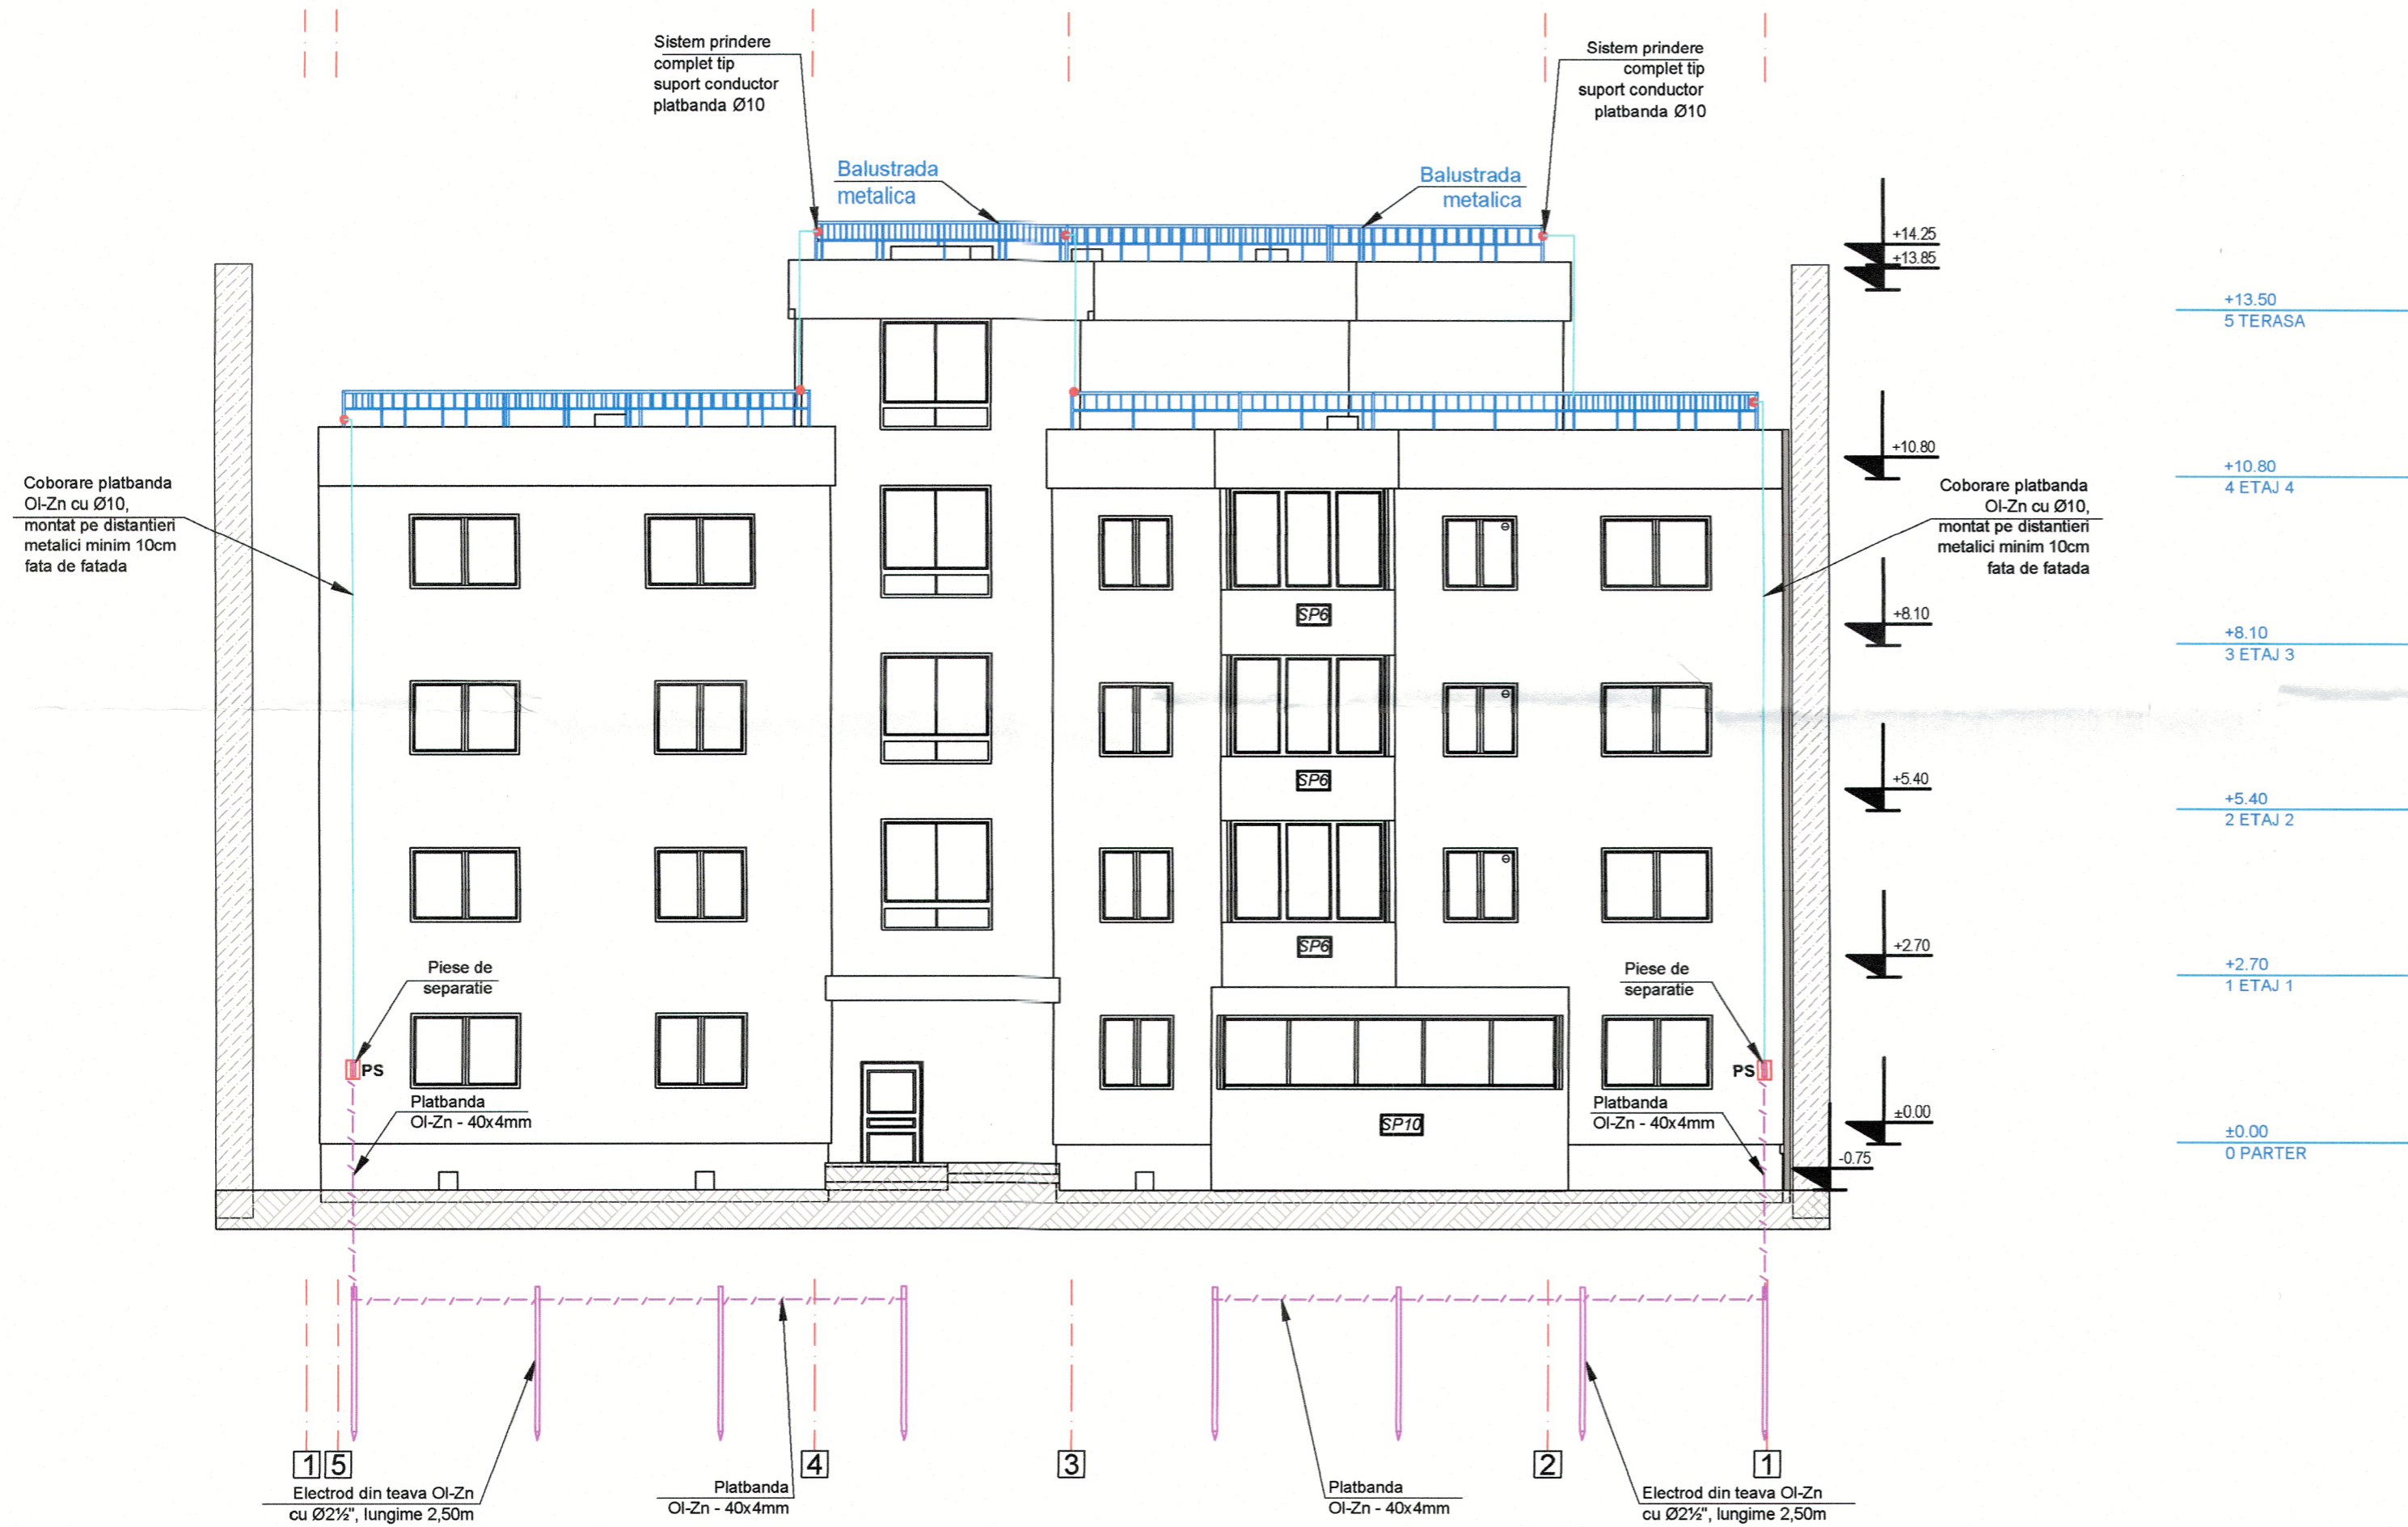 Sistem prindere
complet tip
suport conductor
platbanda Ø10
Sistem prindere
complet tip
suport conductor
platbanda Ø10
Balustrada
metalica
Balustrada
metalica
+14.25
+13.85
+13.50
5 TERASA
Coborare platbanda
Ol-Zn cu Ø10,
montat pe distantieri
metalici minim 10cm
fata de fatada
Coborare platbanda
Ol-Zn cu Ø10,
montat pe distantieri
metalici minim 10cm
fata de fatada
+10.80
+10.80
4 ETAJ 4
SP6
+8.10
+8.10
3 ETAJ 3
SP6
+5.40
+5.40
2 ETAJ 2
SP6
+2.70
+2.70
1 ETAJ 1
Piese de
separatie
Piese de
separatie
PS
PS
Platbanda
Ol-Zn - 40x4mm
Platbanda
Ol-Zn - 40x4mm
SP10
±0.00
±0.00
0 PARTER
-0.75
1 5 4 3 2 1
Electrod din teava Ol-Zn
cu Ø2½", lungime 2,50m
Platbanda
Ol-Zn - 40x4mm
Platbanda
Ol-Zn - 40x4mm
Electrod din teava Ol-Zn
cu Ø2½", lungime 2,50m